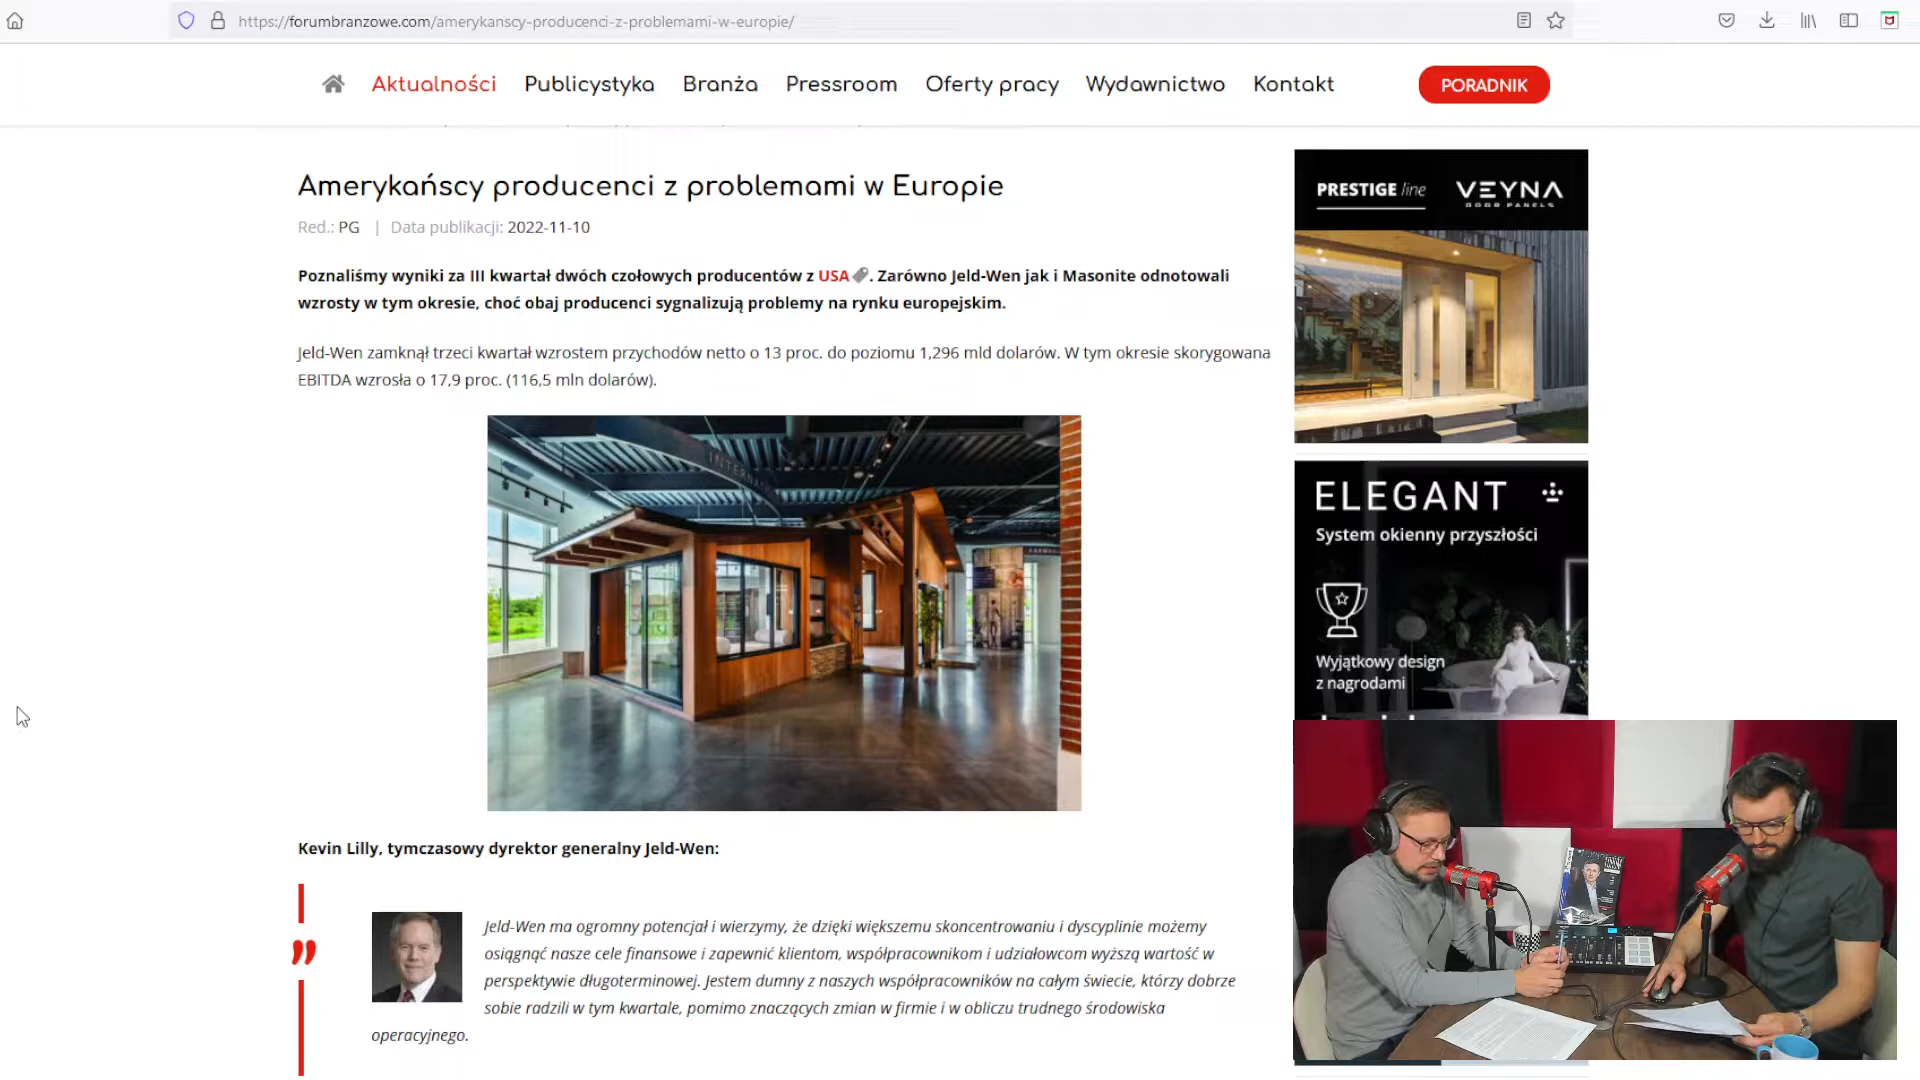 https://forumbranzowe.com/amerykanscy-producenci-z-problemami-w-europie/
Aktualności Publicystyka Branża Pressroom Oferty pracy Wydawnictwo Kontakt PORADNIK
Amerykańscy producenci z problemami w Europie
Red.: PG | Data publikacji: 2022-11-10
Poznaliśmy wyniki za III kwartał dwóch czołowych producentów z USA. Zarówno Jeld-Wen jak i Masonite odnotowali
wzrosty w tym okresie, choć obaj producenci sygnalizują problemy na rynku europejskim.
Jeld-Wen zamknął trzeci kwartał wzrostem przychodów netto o 13 proc. do poziomu 1,296 mld dolarów. W tym okresie skorygowana
EBITDA wzrosła o 17,9 proc. (116,5 mln dolarów).
Kevin Lilly, tymczasowy dyrektor generalny Jeld-Wen:
Jeld-Wen ma ogromny potencjał i wierzymy, że dzięki większemu skoncentrowaniu i dyscyplinie możemy
osiągnąć nasze cele finansowe i zapewnić klientom, współpracownikom i udziałowcom wyższą wartość w
perspektywie długoterminowej. Jestem dumny z naszych współpracowników na całym świecie, którzy dobrze
sobie radzili w tym kwartale, pomimo znaczących zmian w firmie i w obliczu trudnego środowiska
operacyjnego.
PRESTIGE line VEYNA
DOOR PANELS
ELEGANT
System okienny przyszłości
Wyjątkowy design
z nagrodami